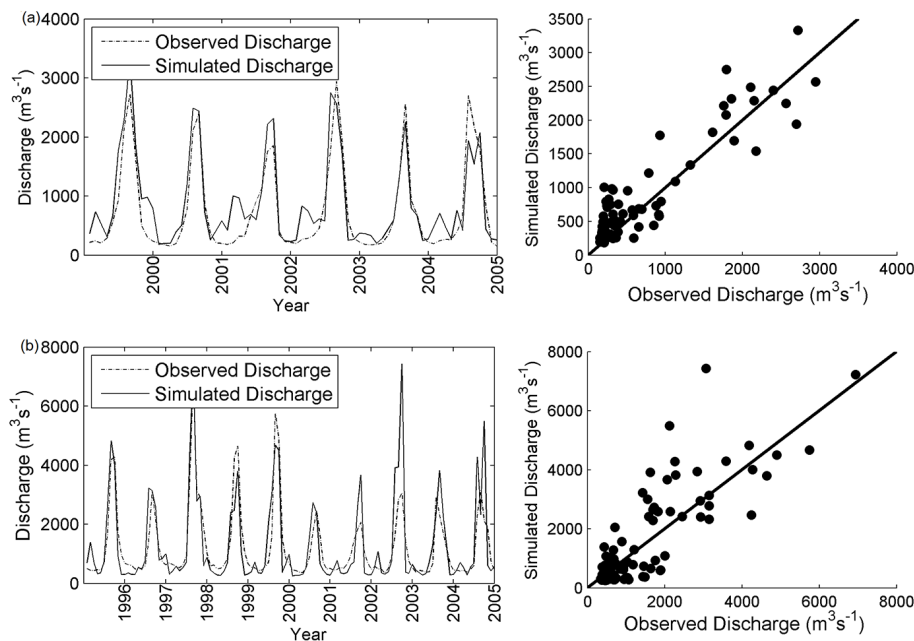 (a)
4000
3000
2000
1000
0
Discharge (m³s⁻¹)
Observed Discharge
Simulated Discharge
2000
2001
2002
2003
2004
2005
Year
3500
3000
2500
2000
1500
1000
500
0
Simulated Discharge (m³s⁻¹)
0 1000 2000 3000 4000
Observed Discharge (m³s⁻¹)
(b)
8000
6000
4000
2000
0
Discharge (m³s⁻¹)
Observed Discharge
Simulated Discharge
1996
1997
1998
1999
2000
2001
2002
2003
2004
2005
Year
8000
6000
4000
2000
0
Simulated Discharge (m³s⁻¹)
0 2000 4000 6000 8000
Observed Discharge (m³s⁻¹)